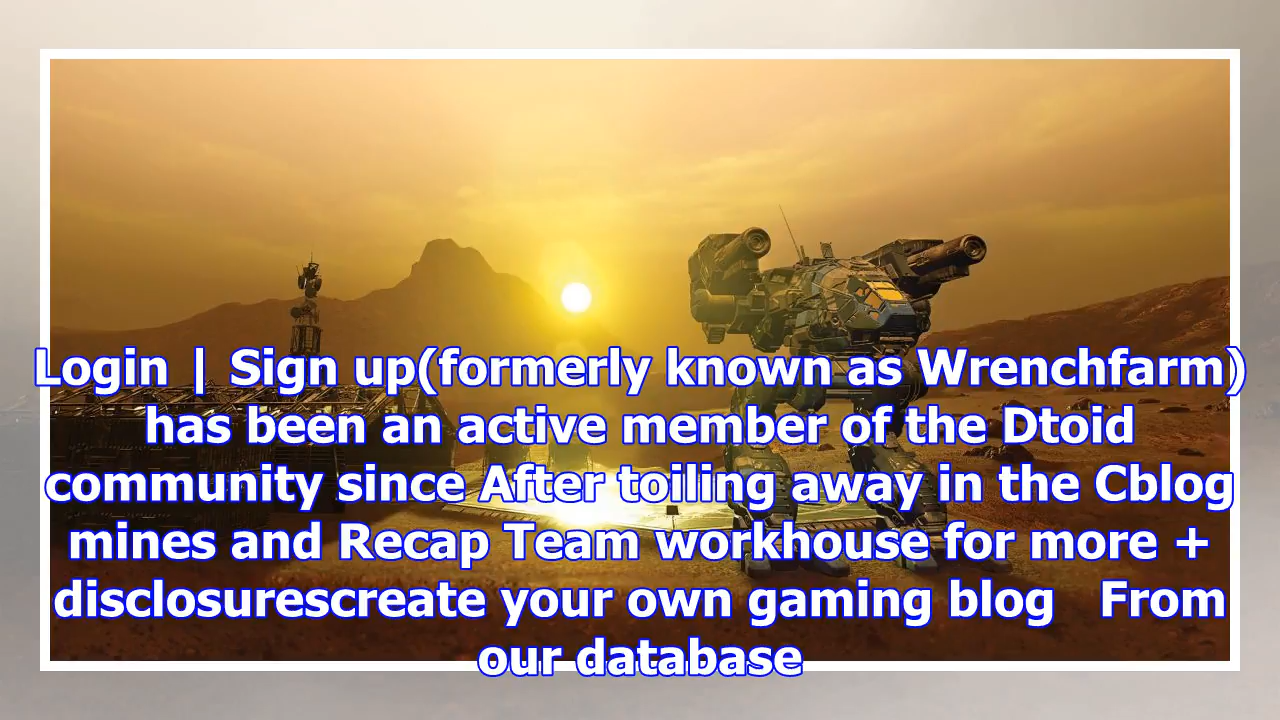 Login | Sign up(formerly known as Wrenchfarm)
has been an active member of the Dtoid
community since After toiling away in the Cblog
mines and Recap Team workhouse for more +
disclosurescreate your own gaming blog   From
our database